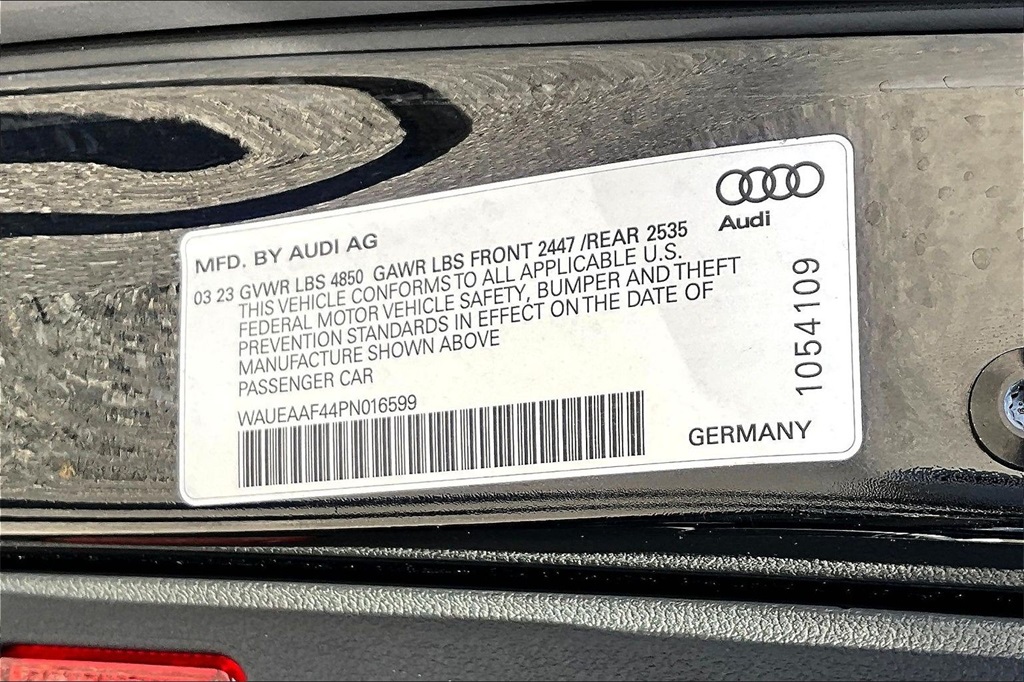 Audi
MFD. BY AUDI AG
03 23 GVWR LBS 4850 GAWR LBS FRONT 2447 /REAR 2535
THIS VEHICLE CONFORMS TO ALL APPLICABLE U.S.
FEDERAL MOTOR VEHICLE SAFETY, BUMPER AND THEFT
PREVENTION STANDARDS IN EFFECT ON THE DATE OF
MANUFACTURE SHOWN ABOVE
PASSENGER CAR
WAUEAAF44PN016599
GERMANY
1054109